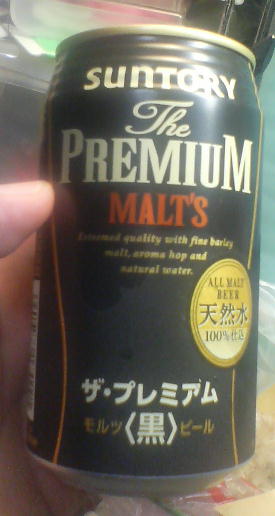 SUNTORY
The
PREMIUM
MALT'S
Esteemed quality with fine barley
malt, aroma hop and
natural water.
ALL MALT
BEER
天然水
100%仕込
ザ・プレミアム
モルツ〈黒〉ビール